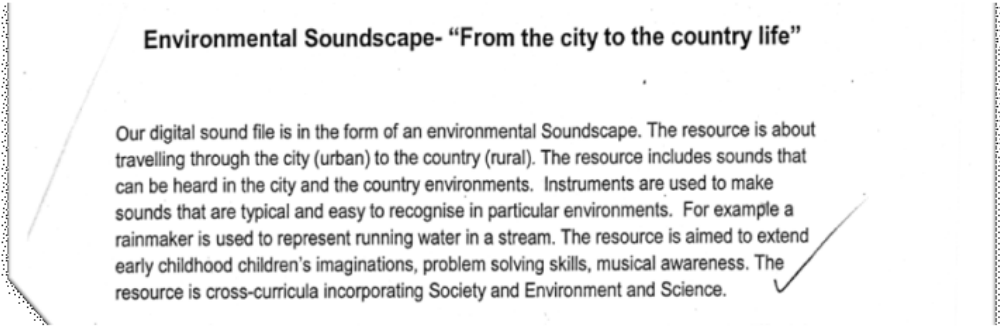 Environmental Soundscape- “From the city to the country life”
Our digital sound file is in the form of an environmental Soundscape. The resource is about
travelling through the city (urban) to the country (rural). The resource includes sounds that
can be heard in the city and the country environments.  Instruments are used to make
sounds that are typical and easy to recognise in particular environments.  For example a
rainmaker is used to represent running water in a stream. The resource is aimed to extend
early childhood children’s imaginations, problem solving skills, musical awareness. The
resource is cross-curricula incorporating Society and Environment and Science.